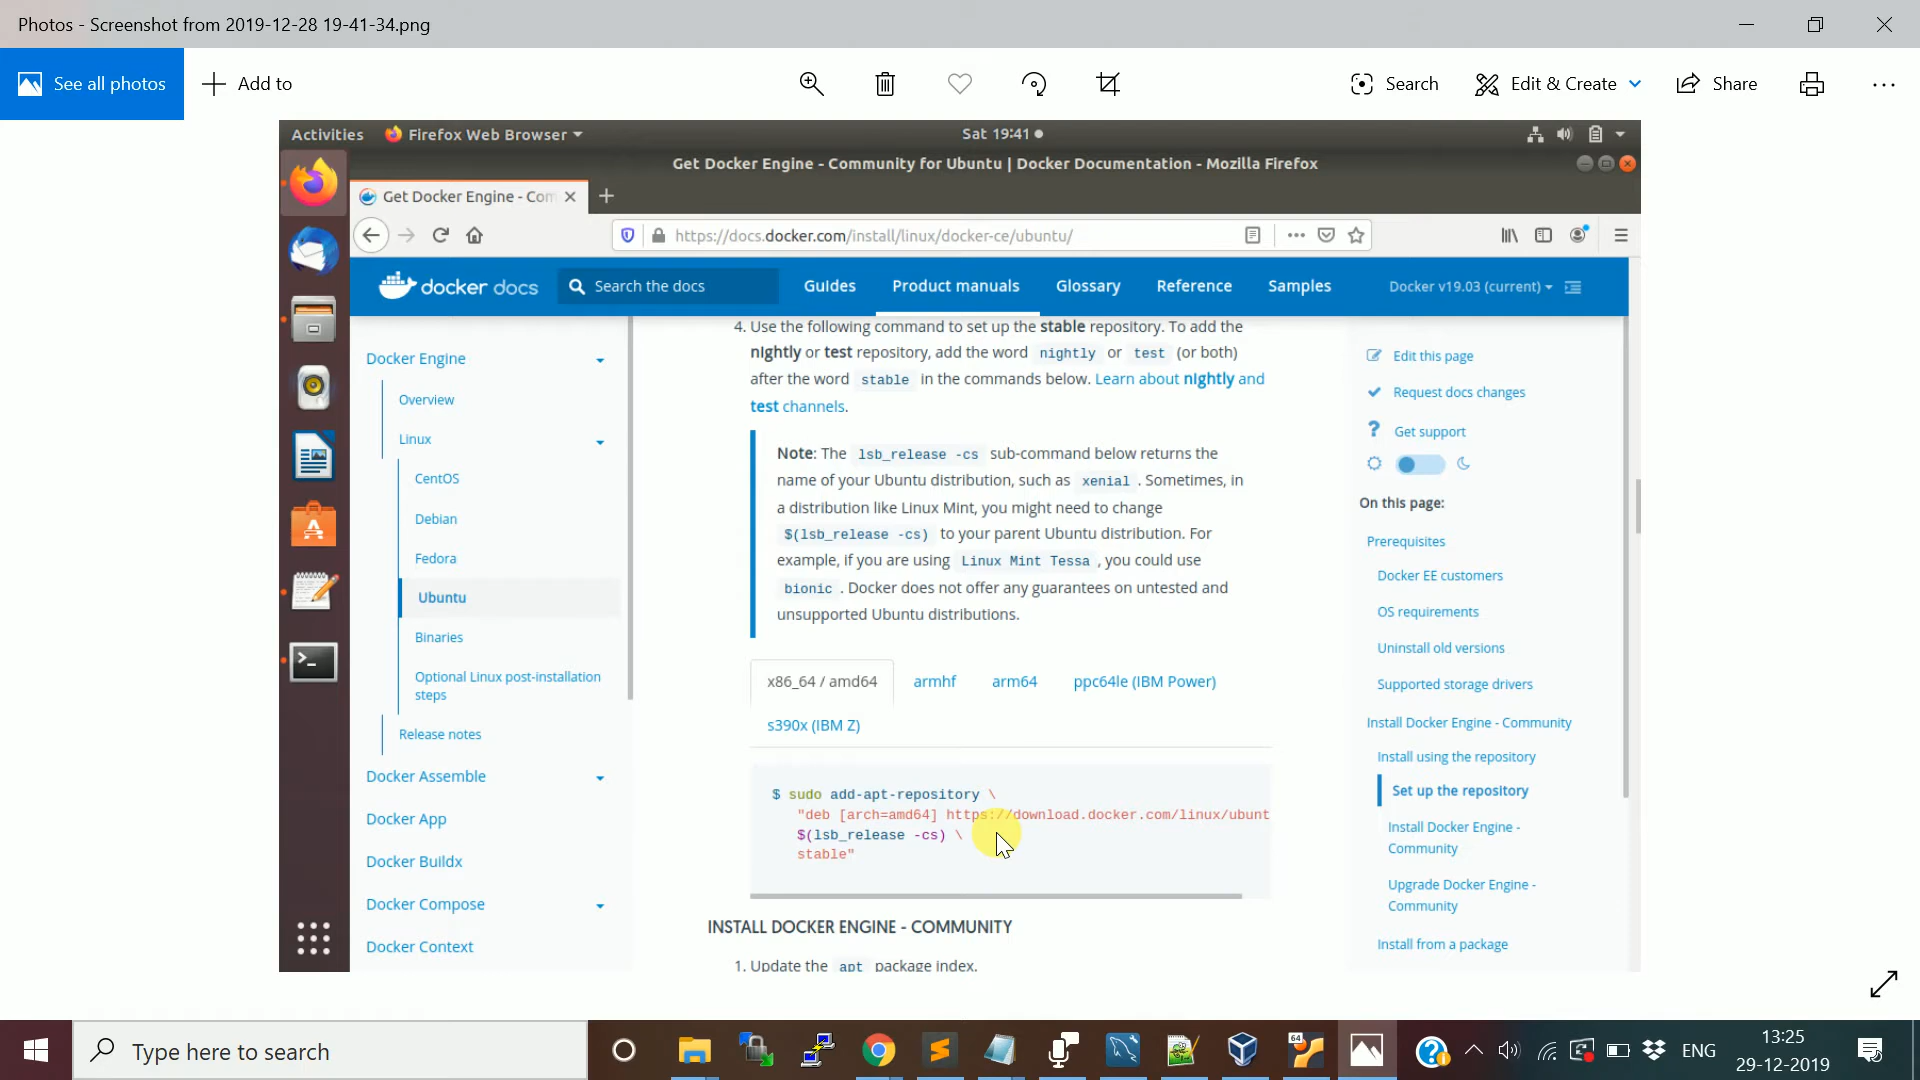 Photos - Screenshot from 2019-12-28 19-41-34.png
See all photos
Add to
Search
Edit & Create
Share
Activities
Firefox Web Browser
Sat 19:41
Get Docker Engine - Community for Ubuntu | Docker Documentation - Mozilla Firefox
Get Docker Engine - Com
https://docs.docker.com/install/linux/docker-ce/ubuntu/
docker docs
Search the docs
Guides
Product manuals
Glossary
Reference
Samples
Docker v19.03 (current)
Docker Engine
Overview
Linux
CentOS
Debian
Fedora
Ubuntu
Binaries
Optional Linux post-installation
steps
Release notes
Docker Assemble
Docker App
Docker Buildx
Docker Compose
Docker Context
4. Use the following command to set up the stable repository. To add the
nightly or test repository, add the word nightly or test (or both)
after the word stable in the commands below. Learn about nightly and
test channels.
Note: The lsb_release -cs sub-command below returns the
name of your Ubuntu distribution, such as xenial . Sometimes, in
a distribution like Linux Mint, you might need to change
$(lsb_release -cs) to your parent Ubuntu distribution. For
example, if you are using Linux Mint Tessa , you could use
bionic . Docker does not offer any guarantees on untested and
unsupported Ubuntu distributions.
x86_64 / amd64
armhf
arm64
ppc64le (IBM Power)
s390x (IBM Z)
$ sudo add-apt-repository \
"deb [arch=amd64] https://download.docker.com/linux/ubunt
$(lsb_release -cs) \
stable"
INSTALL DOCKER ENGINE - COMMUNITY
1. Update the apt package index.
Edit this page
Request docs changes
Get support
On this page:
Prerequisites
Docker EE customers
OS requirements
Uninstall old versions
Supported storage drivers
Install Docker Engine - Community
Install using the repository
Set up the repository
Install Docker Engine -
Community
Upgrade Docker Engine -
Community
Install from a package
Type here to search
64
ENG
13:25
29-12-2019